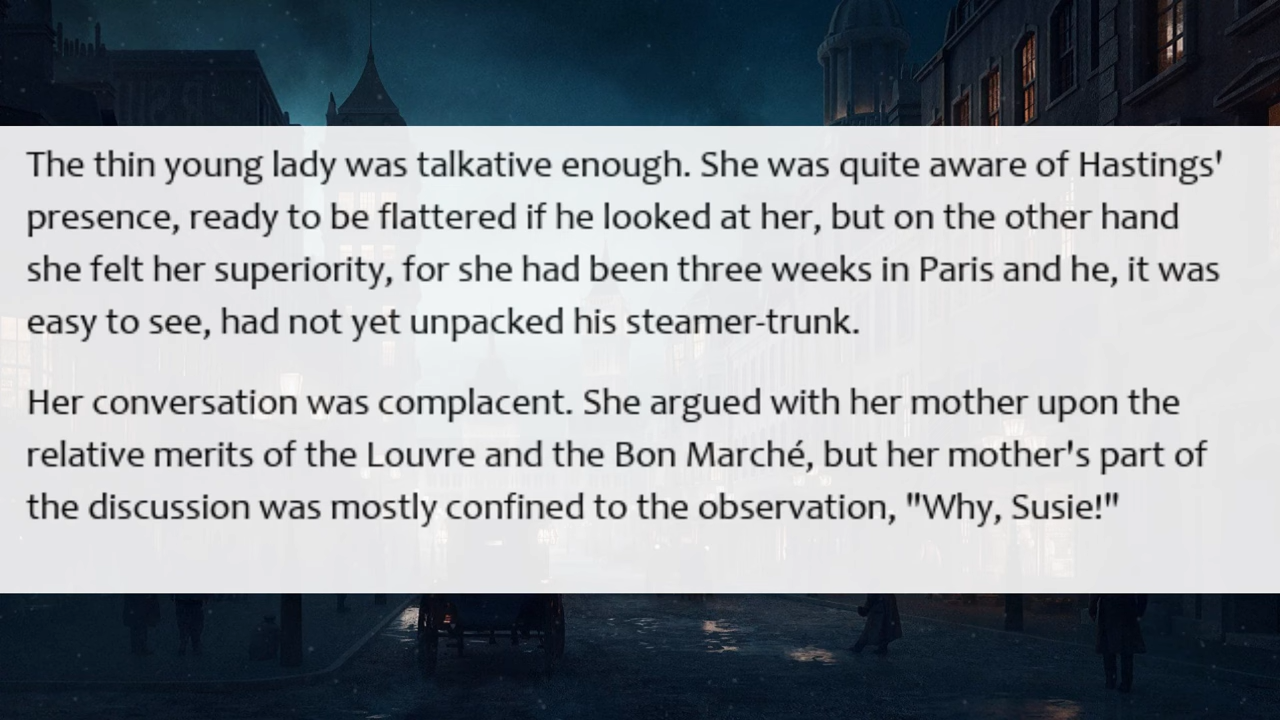 The thin young lady was talkative enough. She was quite aware of Hastings'
presence, ready to be flattered if he looked at her, but on the other hand
she felt her superiority, for she had been three weeks in Paris and he, it was
easy to see, had not yet unpacked his steamer-trunk.
Her conversation was complacent. She argued with her mother upon the
relative merits of the Louvre and the Bon Marché, but her mother's part of
the discussion was mostly confined to the observation, "Why, Susie!"